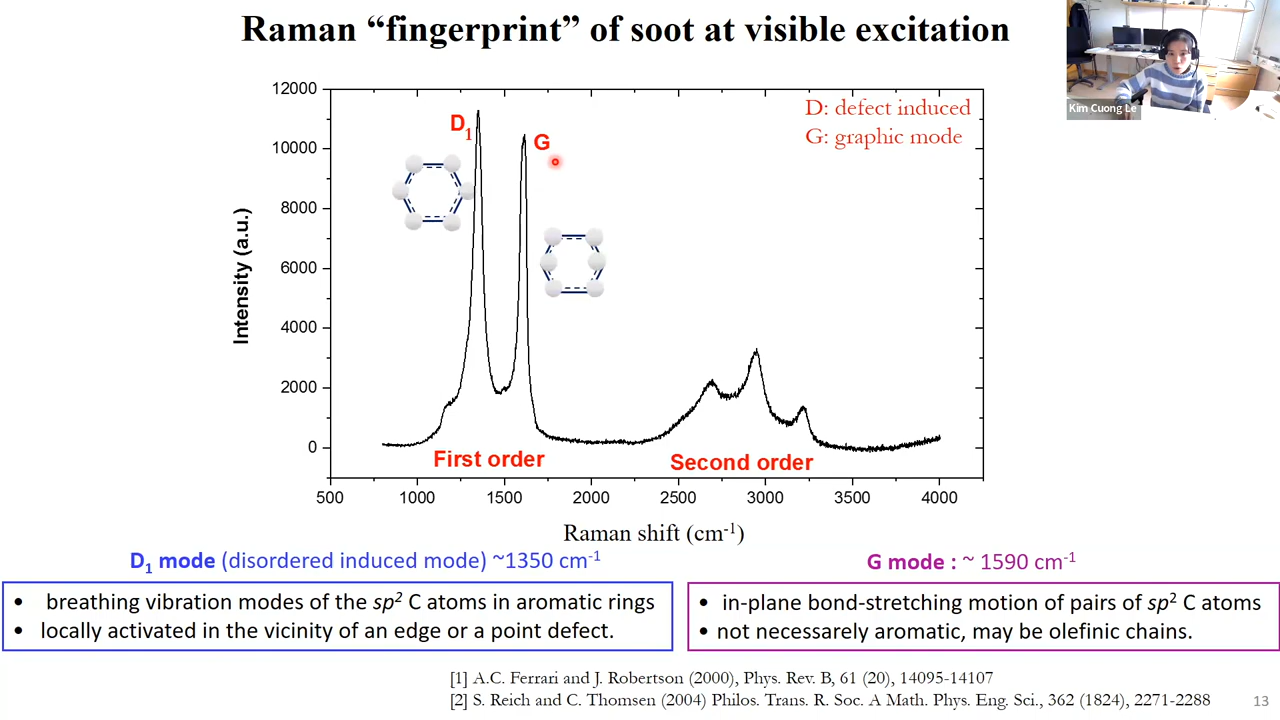 Raman “fingerprint” of soot at visible excitation
Kim Cuong Le
D: defect induced
G: graphic mode
D1
G
12000
10000
8000
6000
4000
2000
0
Intensity (a.u.)
First order
Second order
500 1000 1500 2000 2500 3000 3500 4000
Raman shift (cm-1)
D1 mode (disordered induced mode) ~1350 cm-1
• breathing vibration modes of the sp2 C atoms in aromatic rings
• locally activated in the vicinity of an edge or a point defect.
G mode : ~ 1590 cm-1
• in-plane bond-stretching motion of pairs of sp2 C atoms
• not necessarely aromatic, may be olefinic chains.
[1] A.C. Ferrari and J. Robertson (2000), Phys. Rev. B, 61 (20), 14095-14107
[2] S. Reich and C. Thomsen (2004) Philos. Trans. R. Soc. A Math. Phys. Eng. Sci., 362 (1824), 2271-2288
13